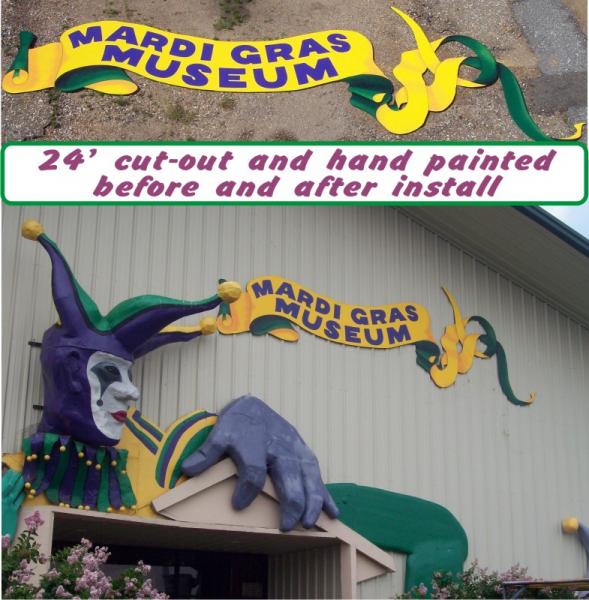 MARDI GRAS
MUSEUM
24' cut-out and hand painted
before and after install
MARDI GRAS
MUSEUM